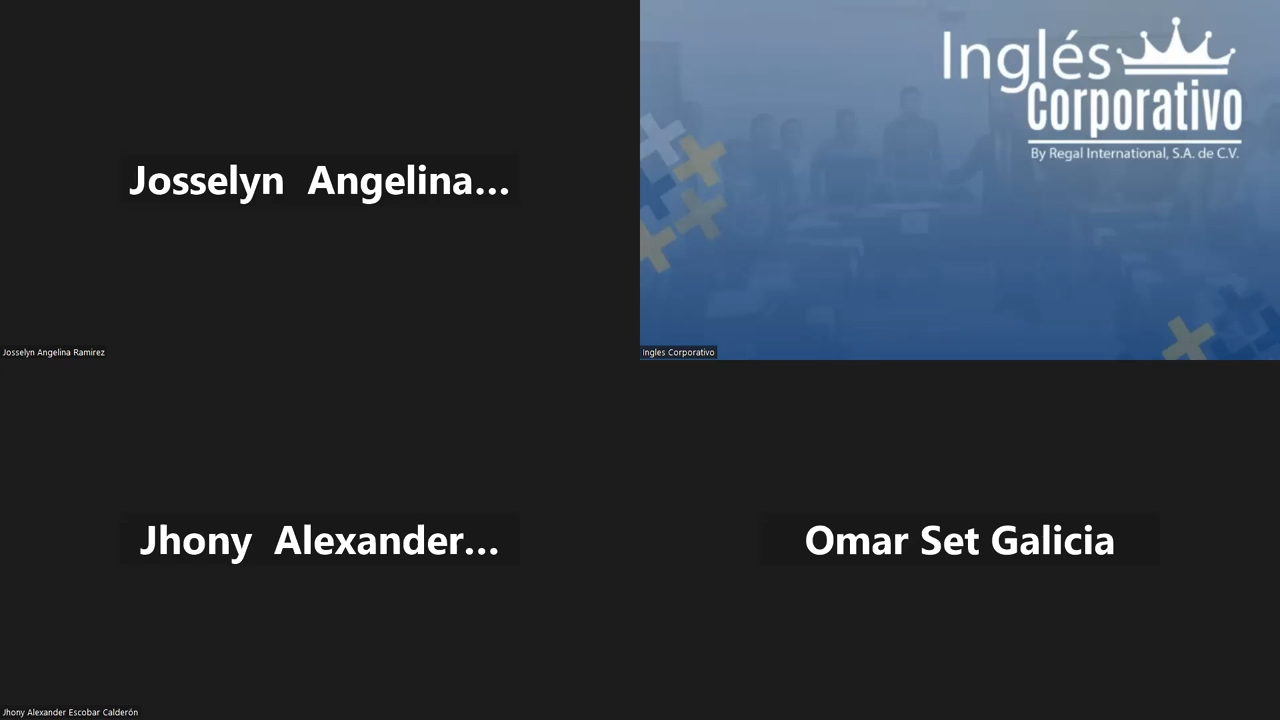 Josselyn Angelina...
Josselyn Angelina Ramirez
Inglés
Corporativo
By Regal International, S.A. de C.V.
Ingles Corporativo
Jhony Alexander...
Jhony Alexander Escobar Calderón
Omar Set Galicia